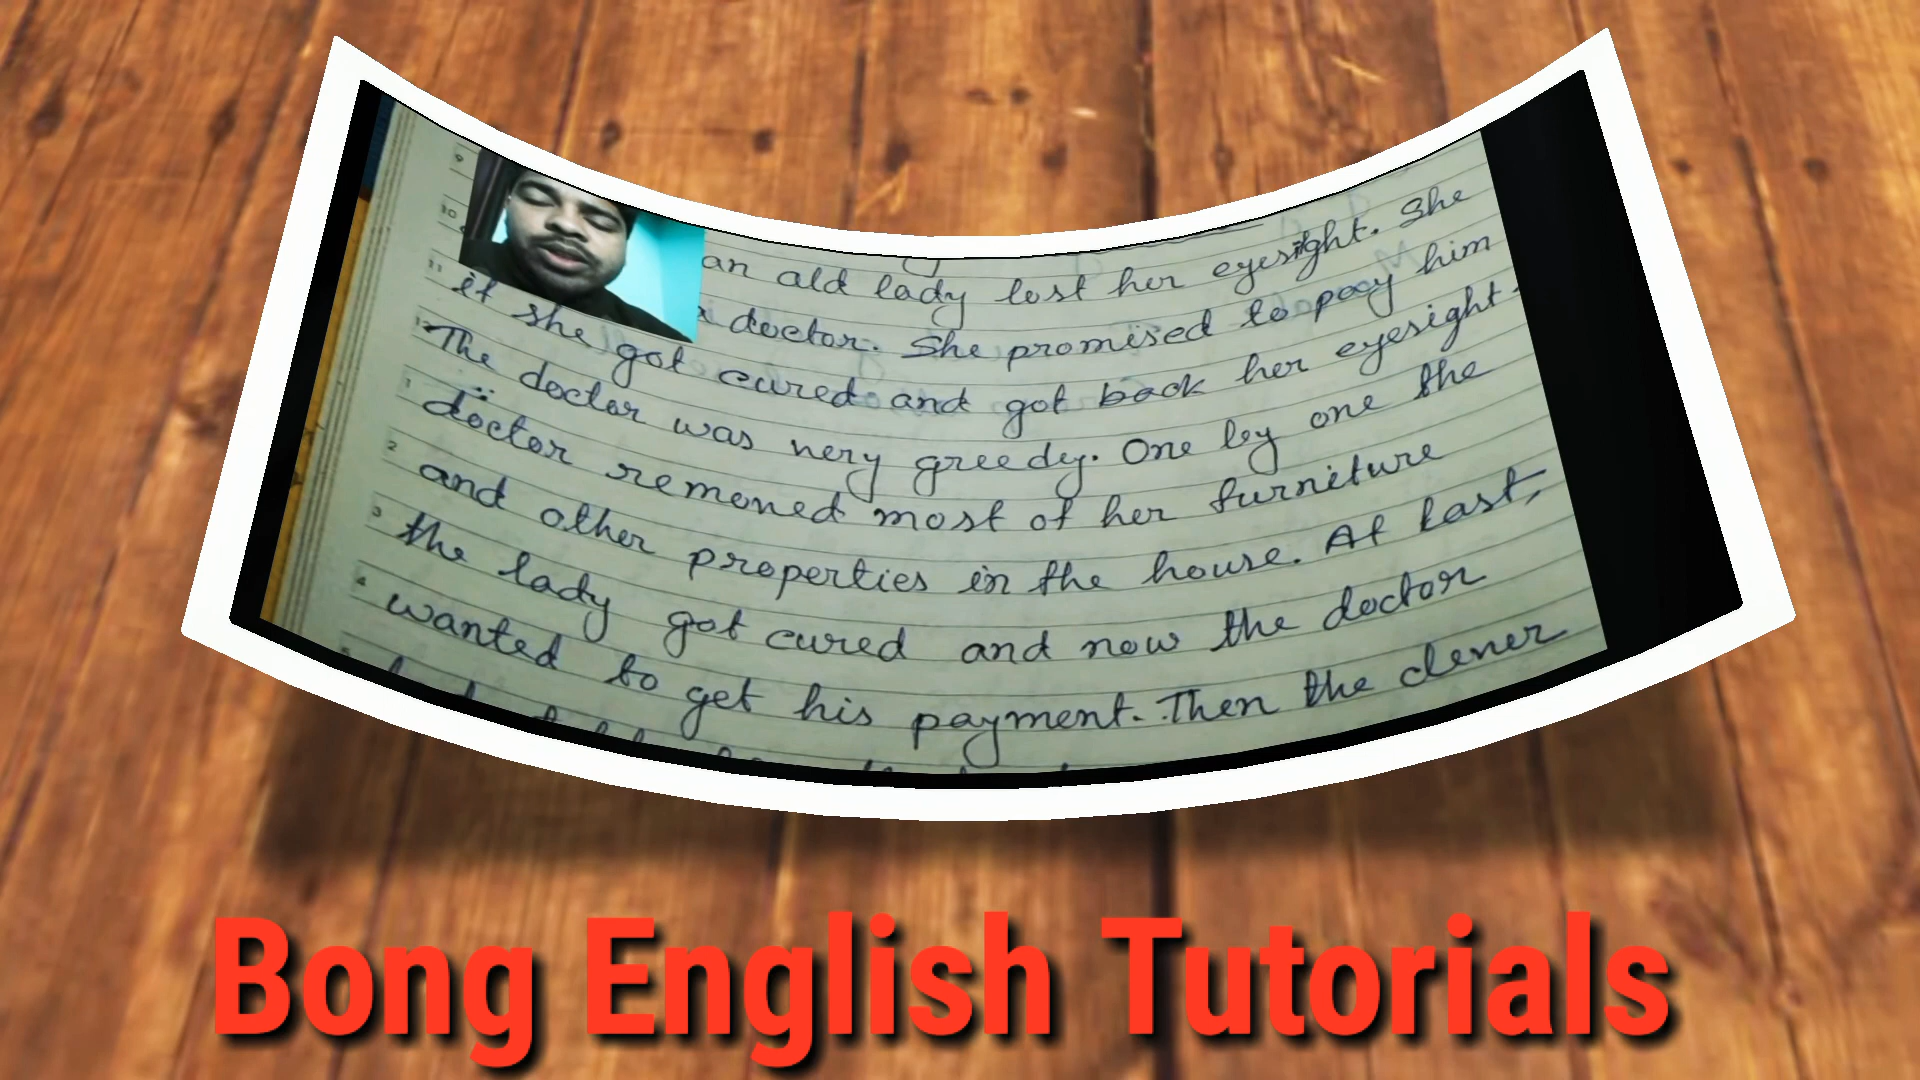 an old lady lost her eyesight. She
doctor. She promised to pay him
if she got cured and got back her eyesight.
The doctor was very greedy. One by one the
doctor removed most of her furniture
and other properties in the house. At last,
the lady got cured and now the doctor
wanted to get his payment. Then the clever
Bong English Tutorials